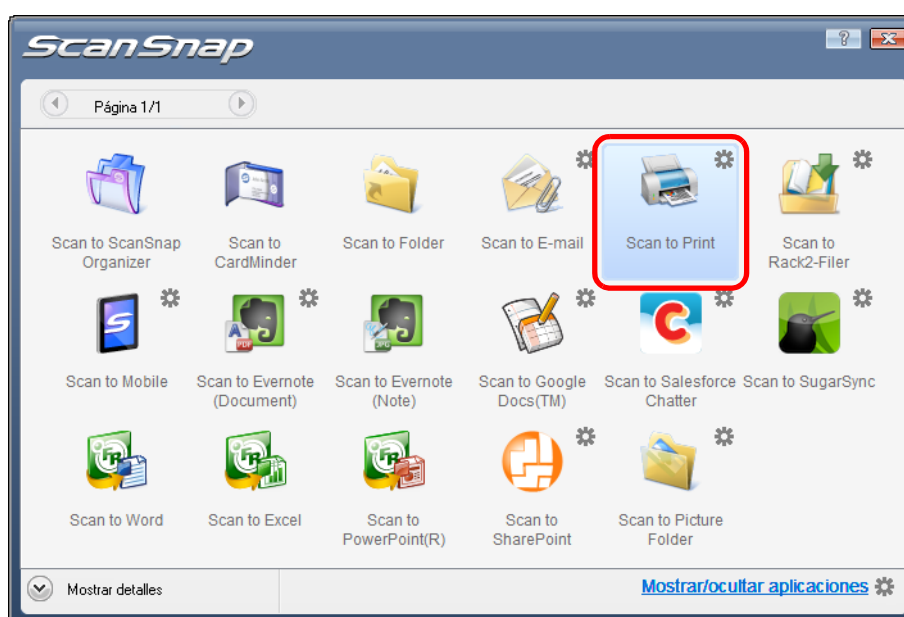 ScanSnap
Página 1/1
Scan to ScanSnap
Organizer
Scan to
CardMinder
Scan to Folder
Scan to E-mail
Scan to Print
Scan to
Rack2-Filer
Scan to Mobile
Scan to Evernote
(Document)
Scan to Evernote
(Note)
Scan to Google
Docs(TM)
Scan to Salesforce
Chatter
Scan to SugarSync
Scan to Word
Scan to Excel
Scan to
PowerPoint(R)
Scan to
SharePoint
Scan to Picture
Folder
Mostrar detalles
Mostrar/ocultar aplicaciones